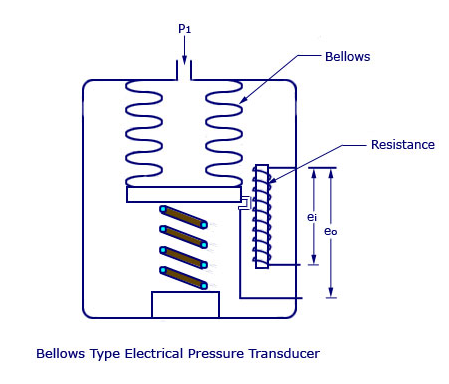 P1
Bellows
Resistance
ei
eo
Bellows Type Electrical Pressure Transducer